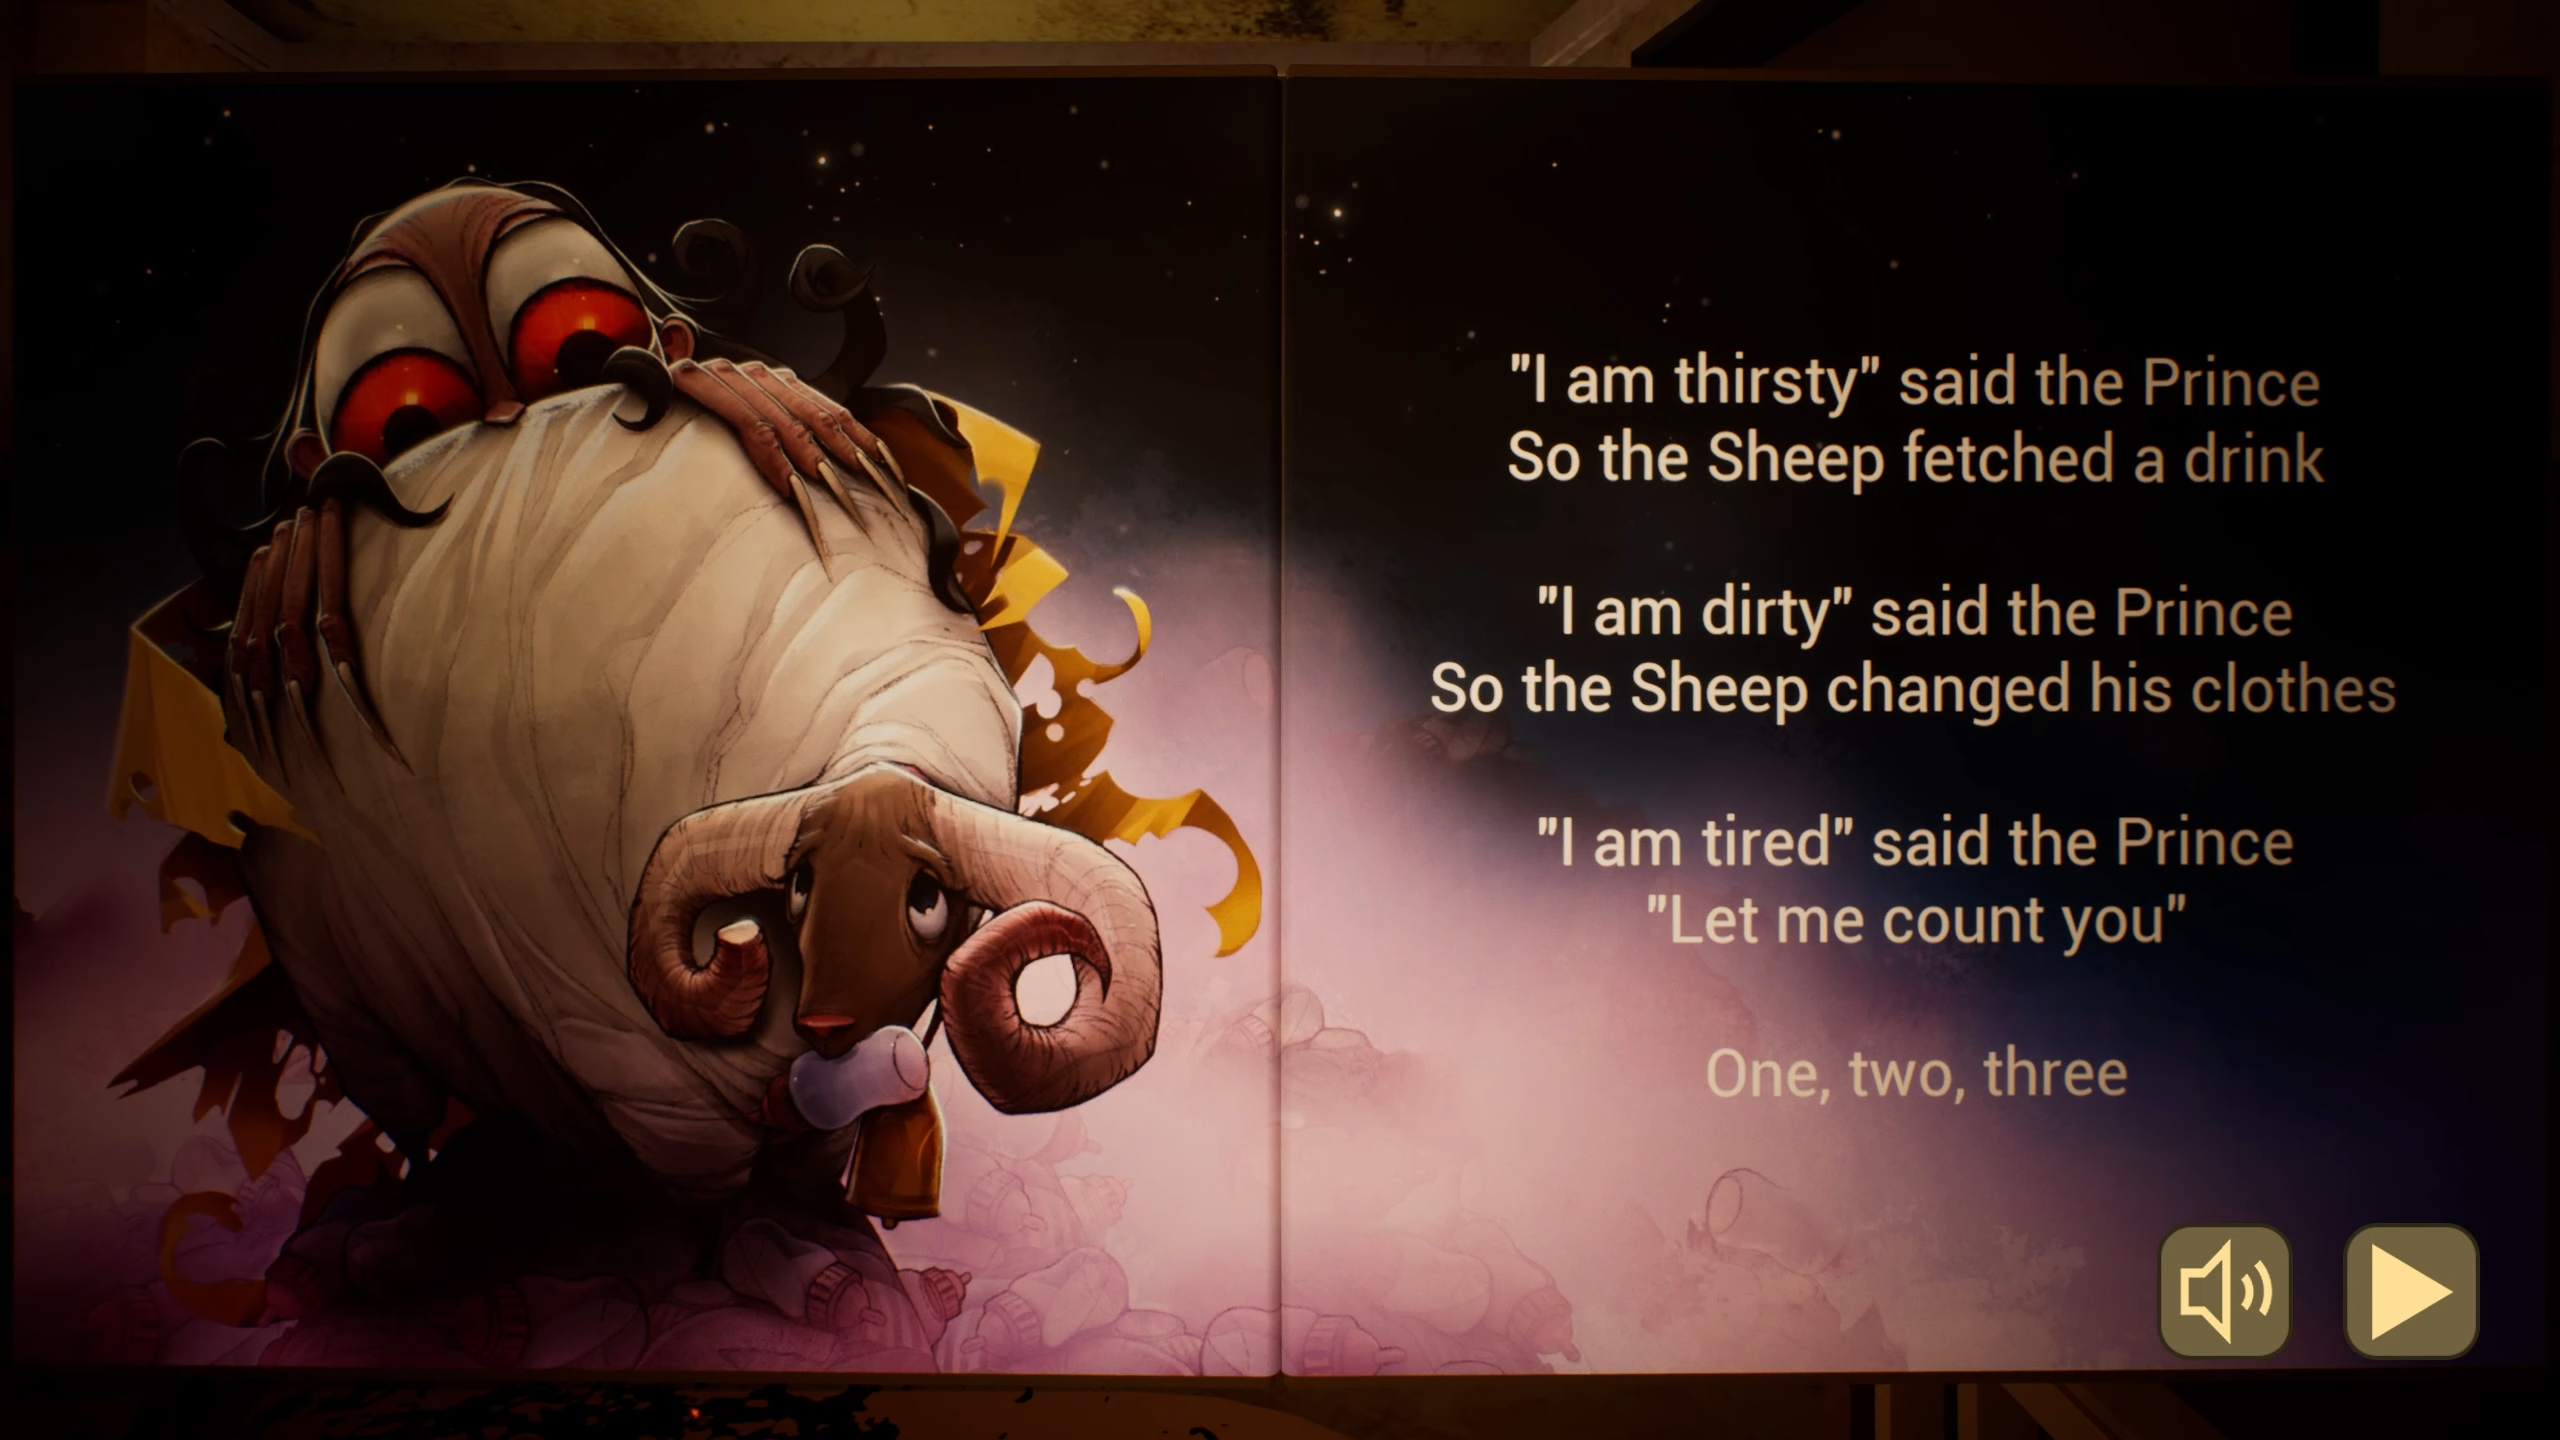 "I am thirsty" said the Prince
So the Sheep fetched a drink
"I am dirty" said the Prince
So the Sheep changed his clothes
"I am tired" said the Prince
"Let me count you"
One, two, three